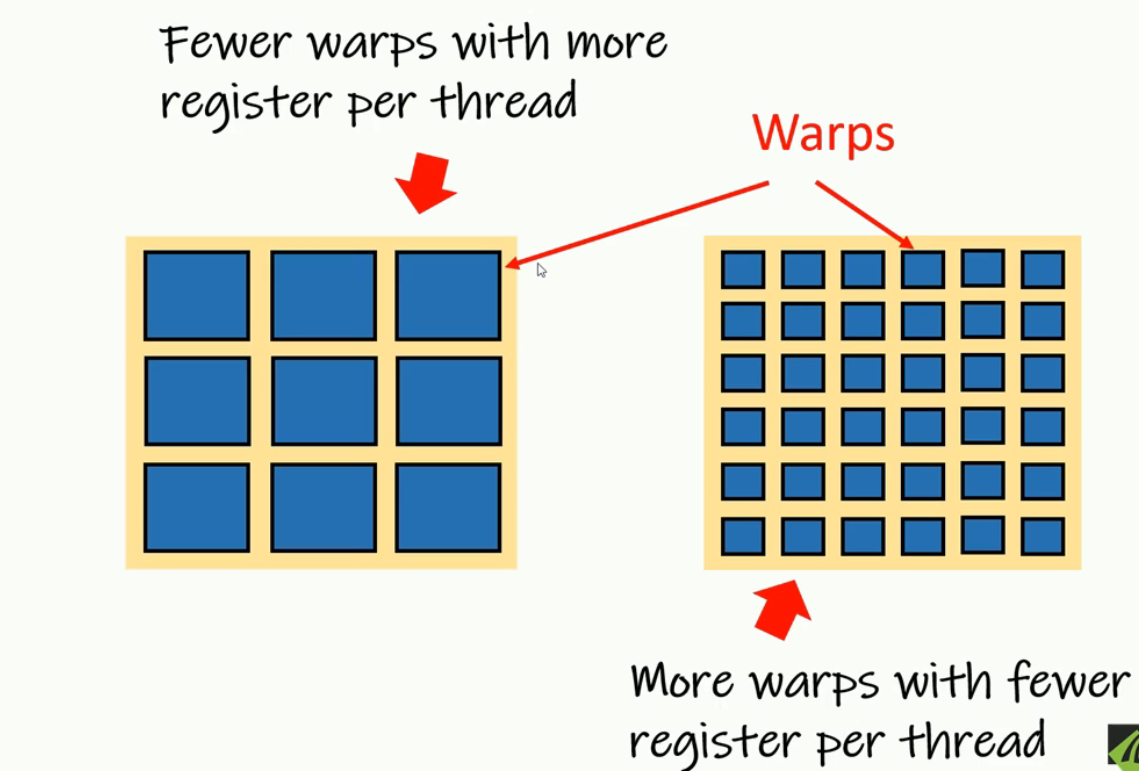 Fewer warps with more
register per thread
Warps
More warps with fewer
register per thread